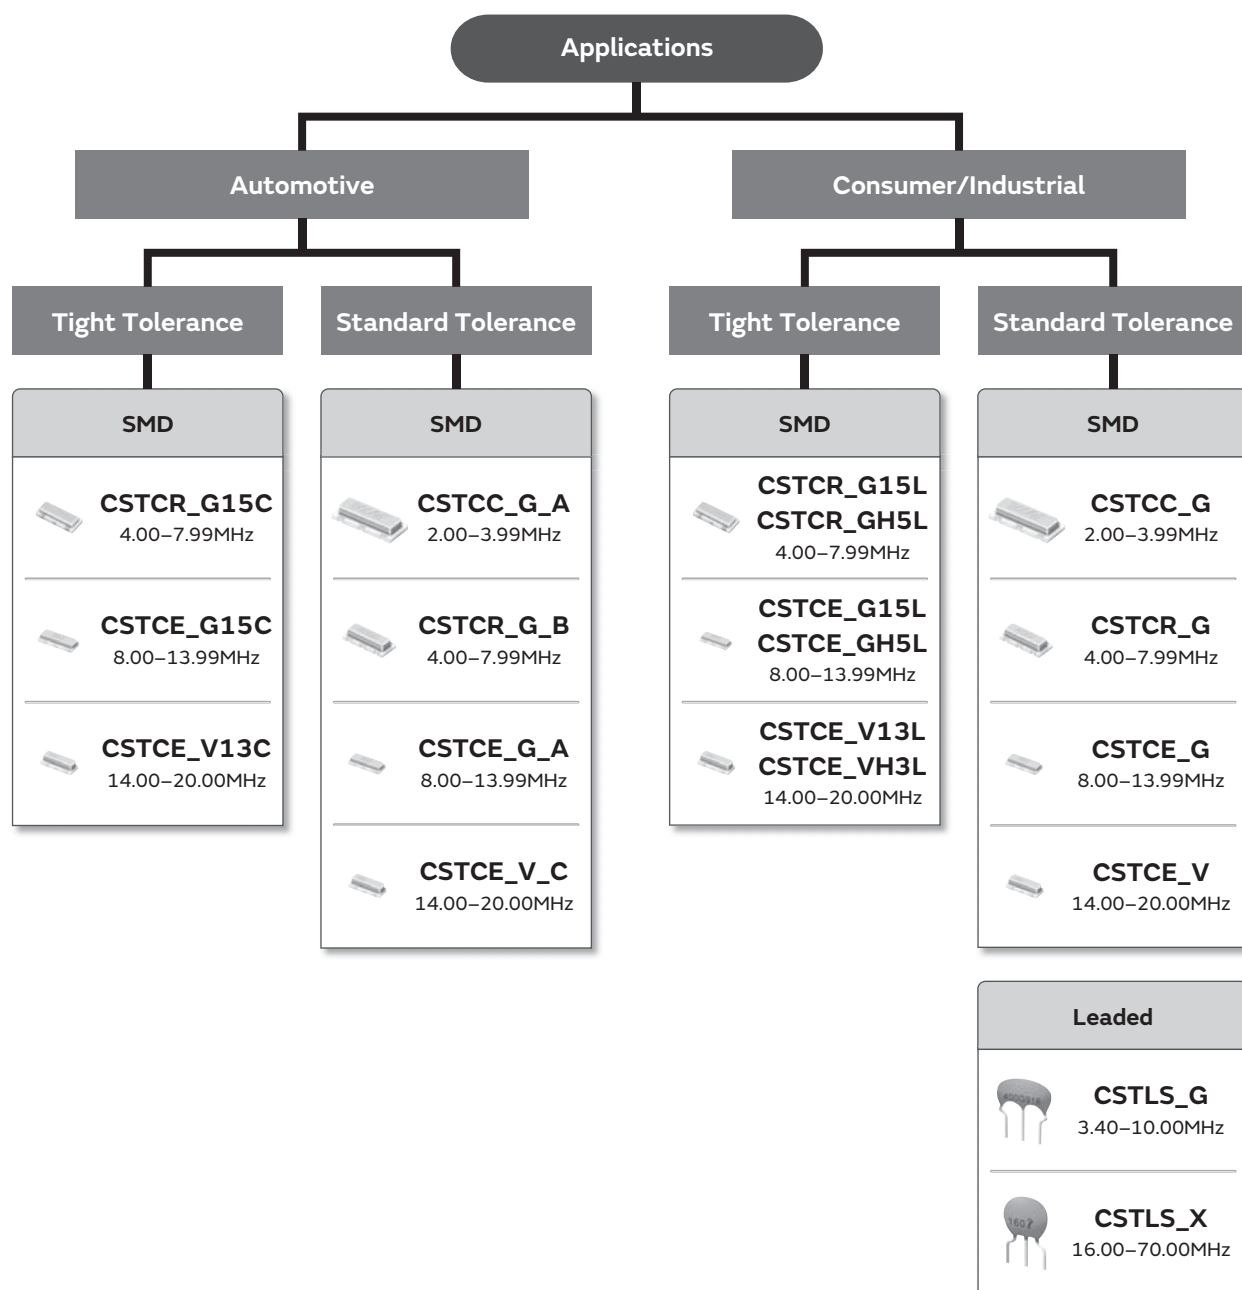 Applications
Automotive
Consumer/Industrial
Tight Tolerance
Standard Tolerance
Tight Tolerance
Standard Tolerance
SMD
CSTCR_G15C
4.00–7.99MHz
CSTCE_G15C
8.00–13.99MHz
CSTCE_V13C
14.00–20.00MHz
SMD
CSTCC_G_A
2.00–3.99MHz
CSTCR_G_B
4.00–7.99MHz
CSTCE_G_A
8.00–13.99MHz
CSTCE_V_C
14.00–20.00MHz
SMD
CSTCR_G15L
CSTCR_GH5L
4.00–7.99MHz
CSTCE_G15L
CSTCE_GH5L
8.00–13.99MHz
CSTCE_V13L
CSTCE_VH3L
14.00–20.00MHz
SMD
CSTCC_G
2.00–3.99MHz
CSTCR_G
4.00–7.99MHz
CSTCE_G
8.00–13.99MHz
CSTCE_V
14.00–20.00MHz
Leaded
CSTLS_G
3.40–10.00MHz
CSTLS_X
16.00–70.00MHz